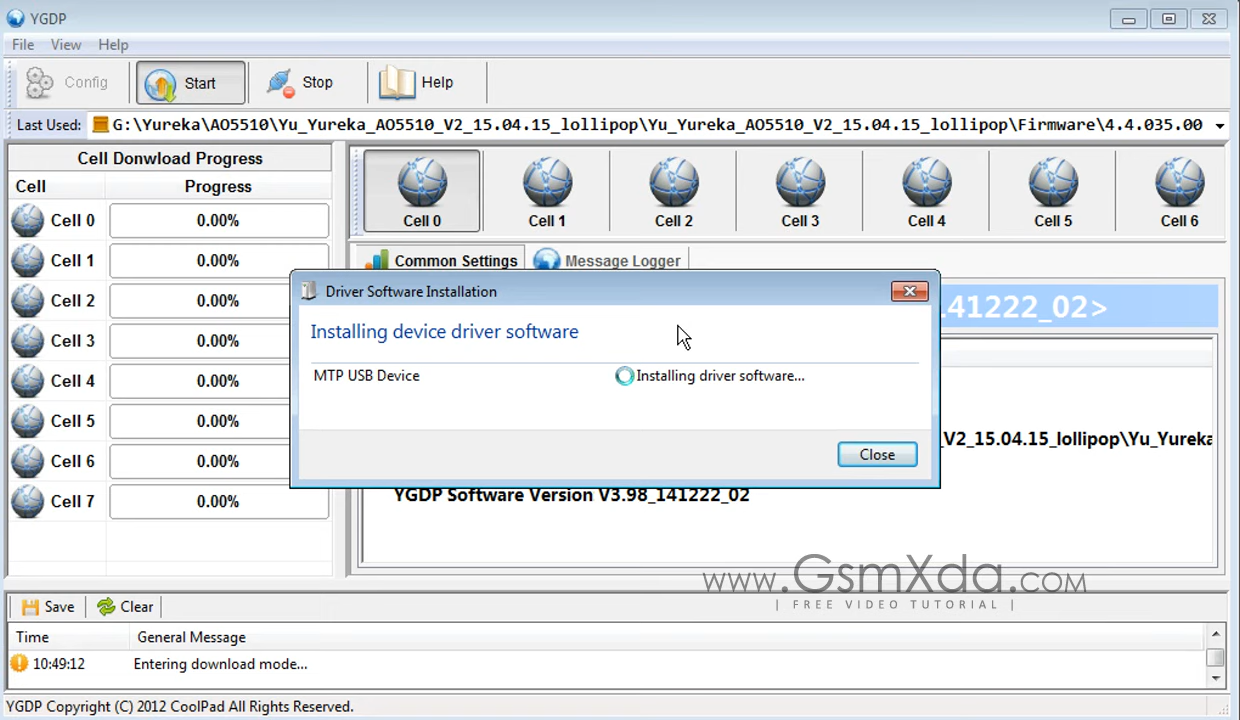 YGDP
File View Help
Config Start Stop Help
Last Used: G:\Yureka\AO5510\Yu_Yureka_AO5510_V2_15.04.15_lollipop\Yu_Yureka_AO5510_V2_15.04.15_lollipop\Firmware\4.4.035.00
Cell Donwload Progress
Cell Progress
Cell 0 0.00%
Cell 1 0.00%
Cell 2 0.00%
Cell 3 0.00%
Cell 4 0.00%
Cell 5 0.00%
Cell 6 0.00%
Cell 7 0.00%
Cell 0 Cell 1 Cell 2 Cell 3 Cell 4 Cell 5 Cell 6
Common Settings Message Logger
141222_02>
Driver Software Installation
Installing device driver software
MTP USB Device Installing driver software...
Close
V2_15.04.15_lollipop\Yu_Yureka
YGDP Software Version V3.98_141222_02
www.GsmXda.com
| FREE VIDEO TUTORIAL |
Save Clear
Time General Message
10:49:12 Entering download mode...
YGDP Copyright (C) 2012 CoolPad All Rights Reserved.